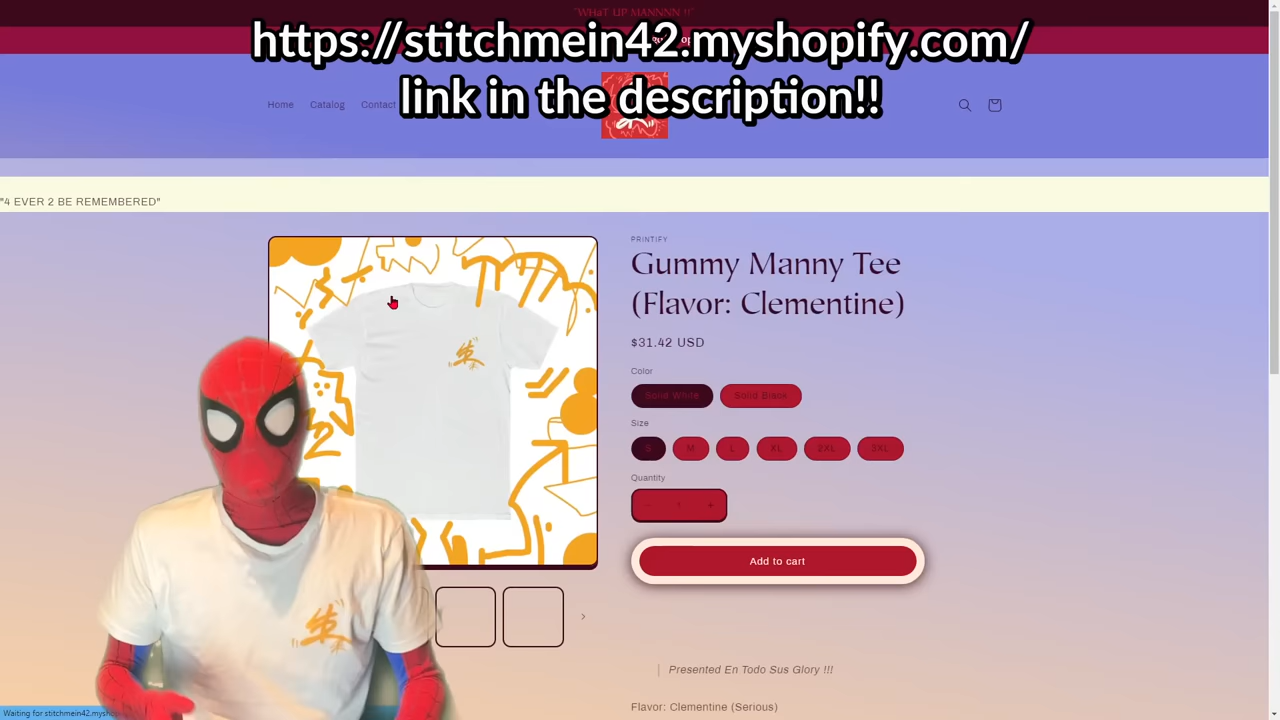 "WHaT UP MANNNN !!"
https://stitchmein42.myshopify.com/
link in the description!!
Home Catalog Contact
"4 EVER 2 BE REMEMBERED"
PRINTIFY
Gummy Manny Tee
(Flavor: Clementine)
$31.42 USD
Color
Solid White Solid Black
Size
S M L XL 2XL 3XL
Quantity
- 1 +
Add to cart
生
生
Presented En Todo Sus Glory !!!
Flavor: Clementine (Serious)
Waiting for stitchmein42.mysh